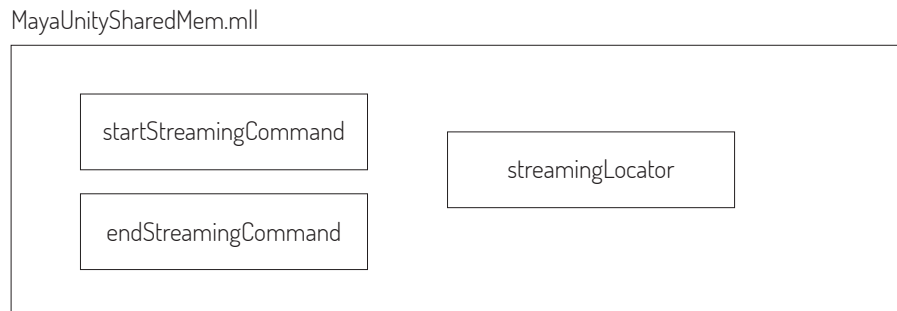 MayaUnitySharedMem.mll
startStreamingCommand
streamingLocator
endStreamingCommand